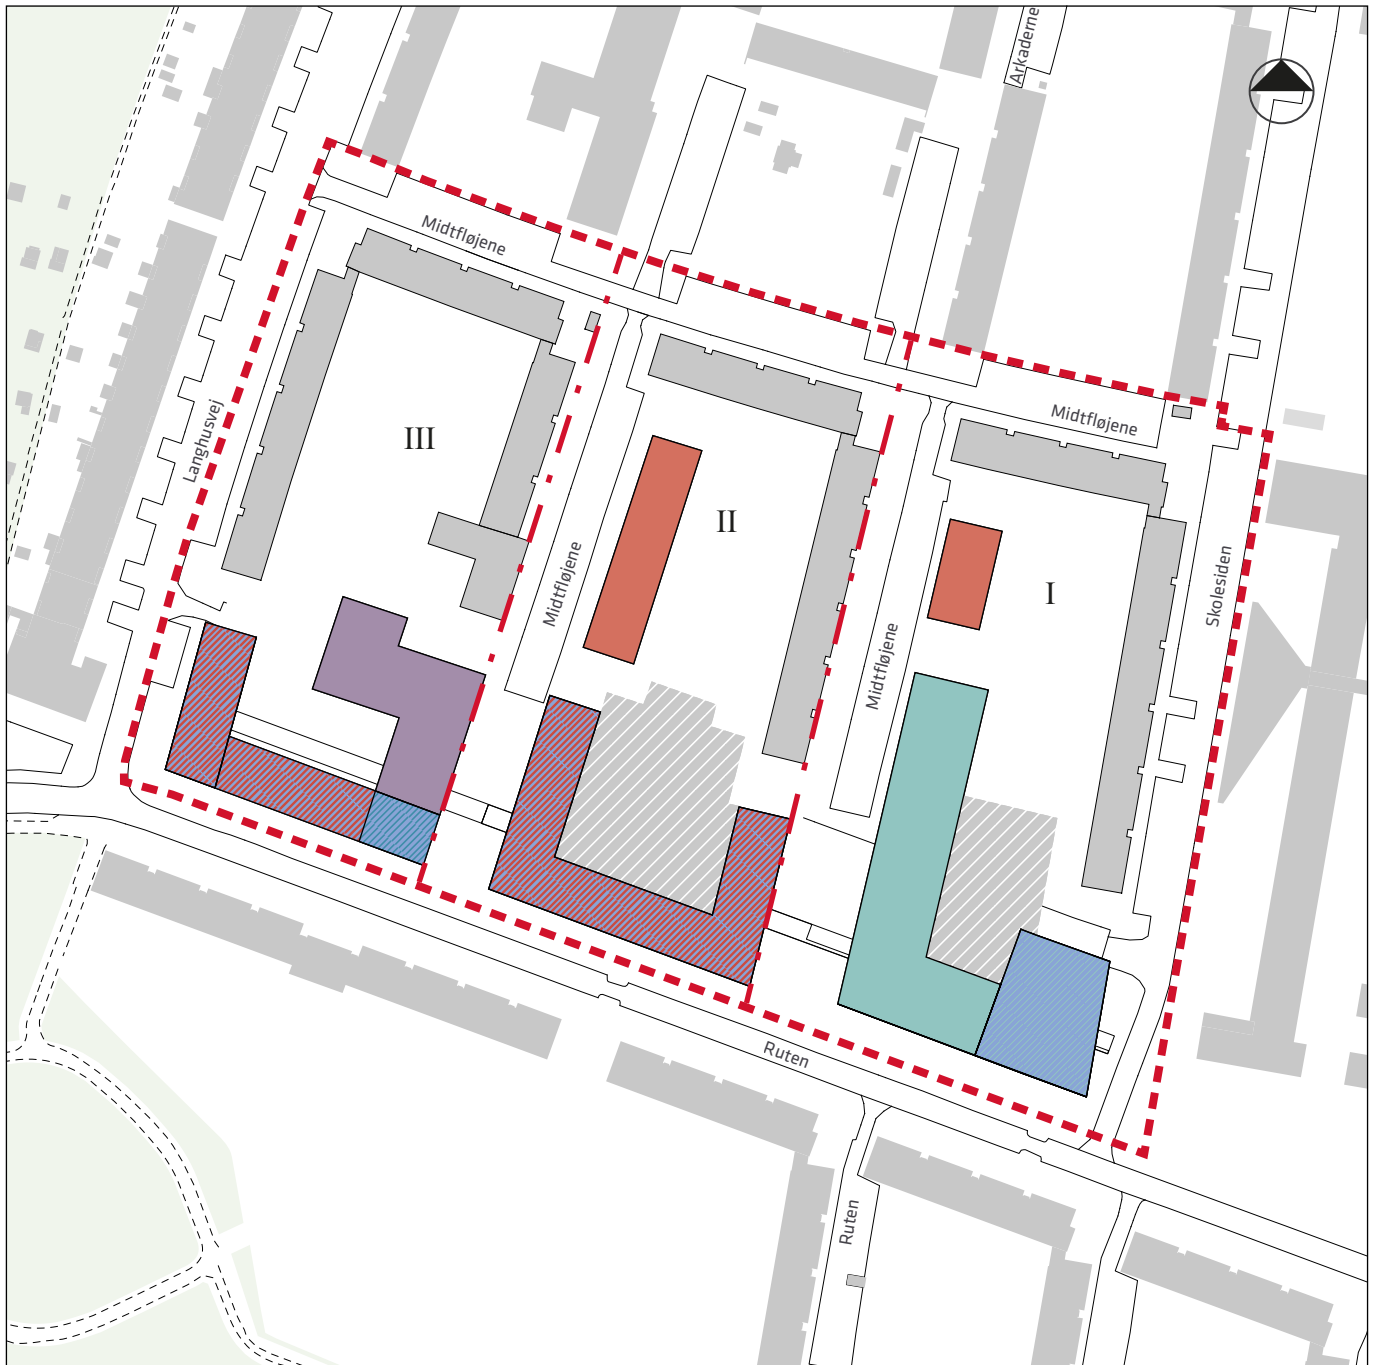 Arkaderne
Midtfløjene
Midtfløjene
Langhusvej
III
II
I
Midtfløjene
Midtfløjene
Skolesiden
Ruten
Ruten